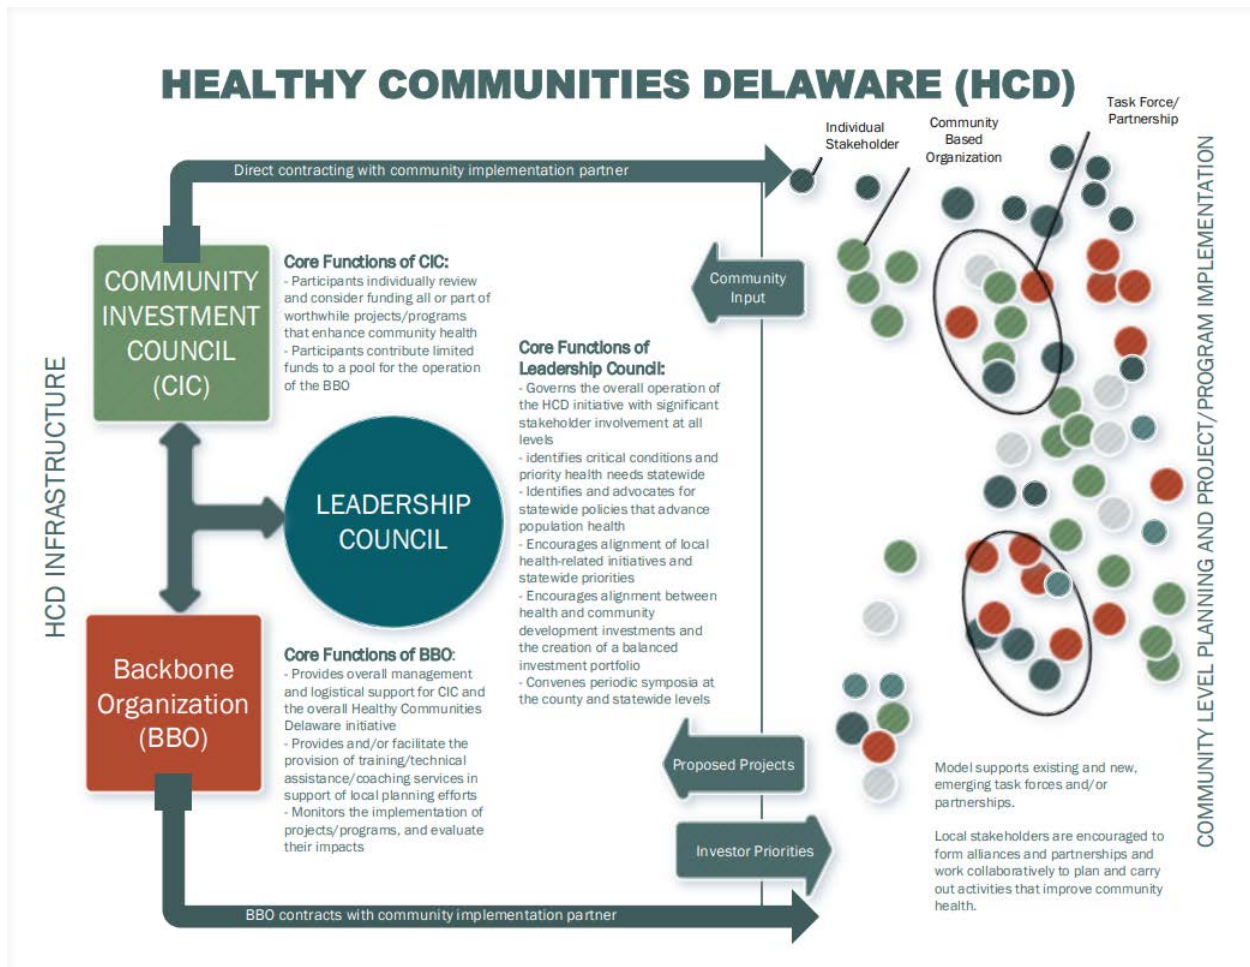 HEALTHY COMMUNITIES DELAWARE (HCD)
Individual
Stakeholder
Community
Based
Organization
Task Force/
Partnership
Direct contracting with community implementation partner
HCD INFRASTRUCTURE
COMMUNITY
INVESTMENT
COUNCIL
(CIC)
Core Functions of CIC:
- Participants individually review
and consider funding all or part of
worthwhile projects/programs
that enhance community health
- Participants contribute limited
funds to a pool for the operation
of the BBO
Community
Input
LEADERSHIP
COUNCIL
Core Functions of
Leadership Council:
- Governs the overall operation of
the HCD initiative with significant
stakeholder involvement at all
levels
- identifies critical conditions and
priority health needs statewide
- Identifies and advocates for
statewide policies that advance
population health
- Encourages alignment of local
health-related initiatives and
statewide priorities
- Encourages alignment between
health and community
development investments and
the creation of a balanced
investment portfolio
- Convenes periodic symposia at
the county and statewide levels
Backbone
Organization
(BBO)
Core Functions of BBO:
- Provides overall management
and logistical support for CIC and
the overall Healthy Communities
Delaware initiative
- Provides and/or facilitate the
provision of training/technical
assistance/coaching services in
support of local planning efforts
- Monitors the implementation of
projects/programs, and evaluate
their impacts
Proposed Projects
Investor Priorities
BBO contracts with community implementation partner
Model supports existing and new,
emerging task forces and/or
partnerships.
Local stakeholders are encouraged to
form alliances and partnerships and
work collaboratively to plan and carry
out activities that improve community
health.
COMMUNITY LEVEL PLANNING AND PROJECT/PROGRAM IMPLEMENTATION